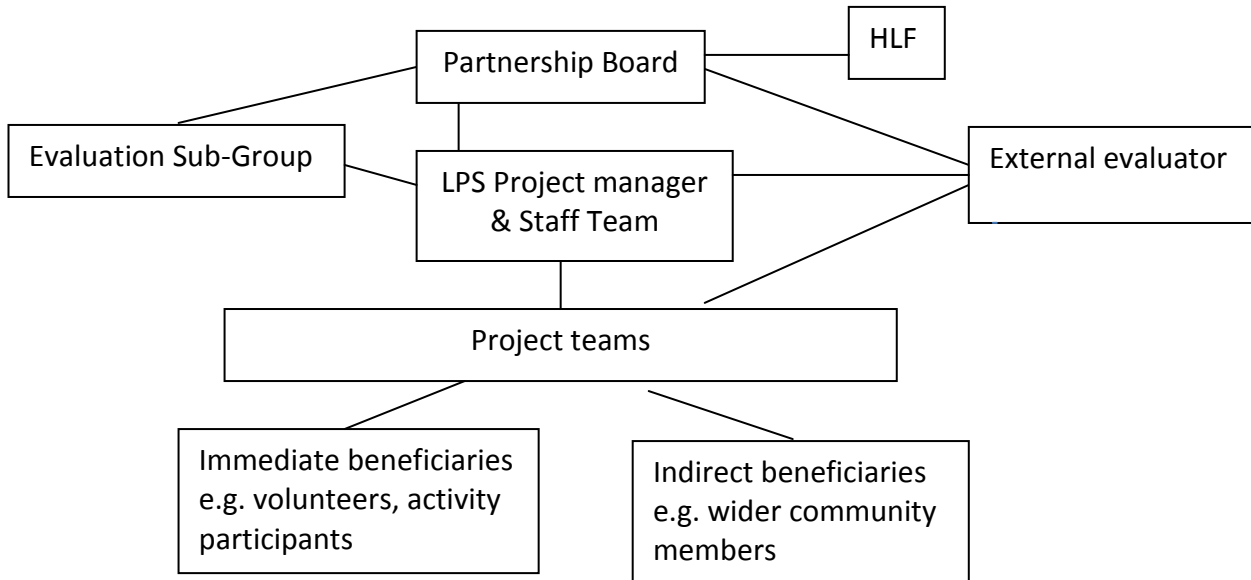 HLF
Partnership Board
Evaluation Sub-Group
External evaluator
LPS Project manager
& Staff Team
Project teams
Immediate beneficiaries
e.g. volunteers, activity
participants
Indirect beneficiaries
e.g. wider community
members